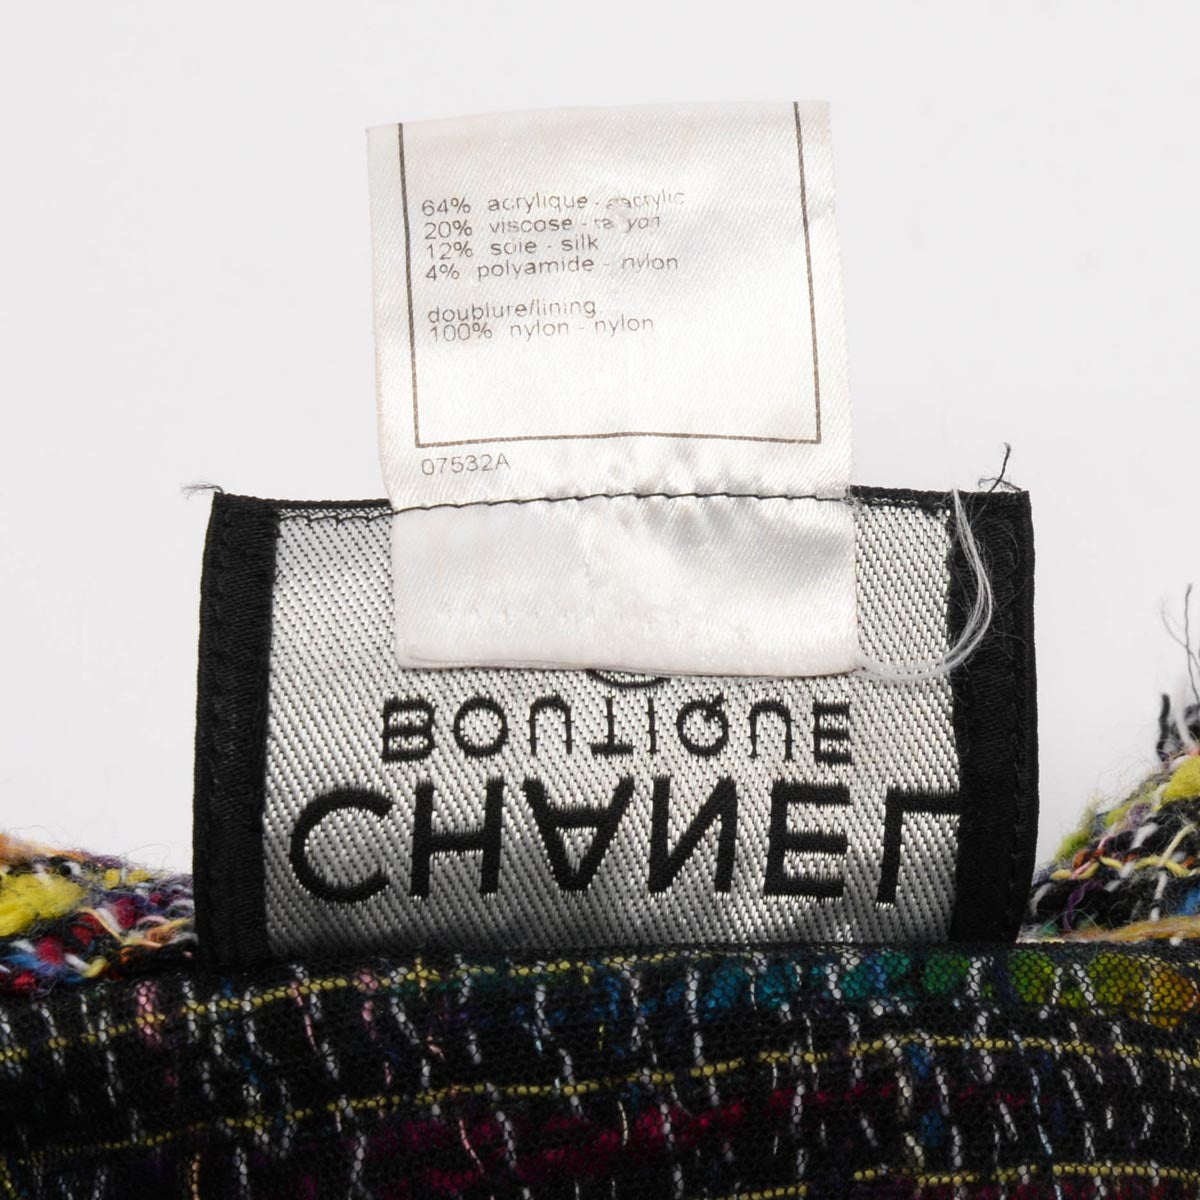 64% acrylique - acrylic
20% viscose - rayon
12% soie - silk
4% polyamide - nylon
doublure/lining
100% nylon - nylon
07532A
CHANEL
BOUTIQUE